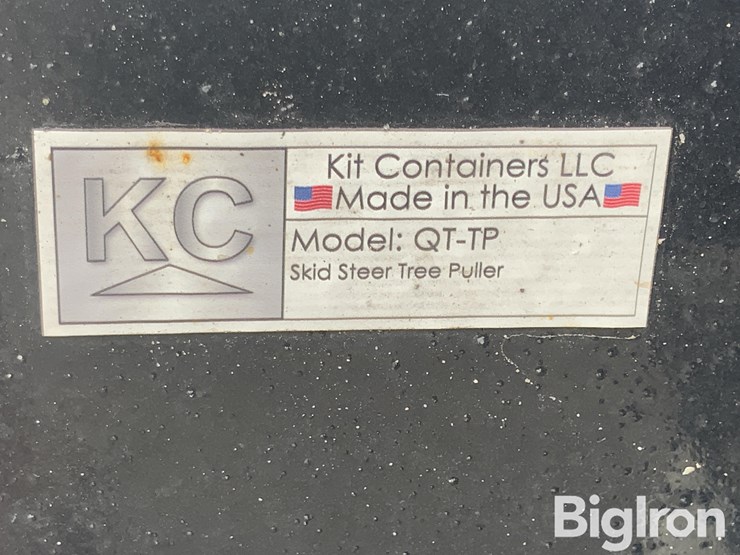 KC
Kit Containers LLC
Made in the USA
Model: QT-TP
Skid Steer Tree Puller
BigIron